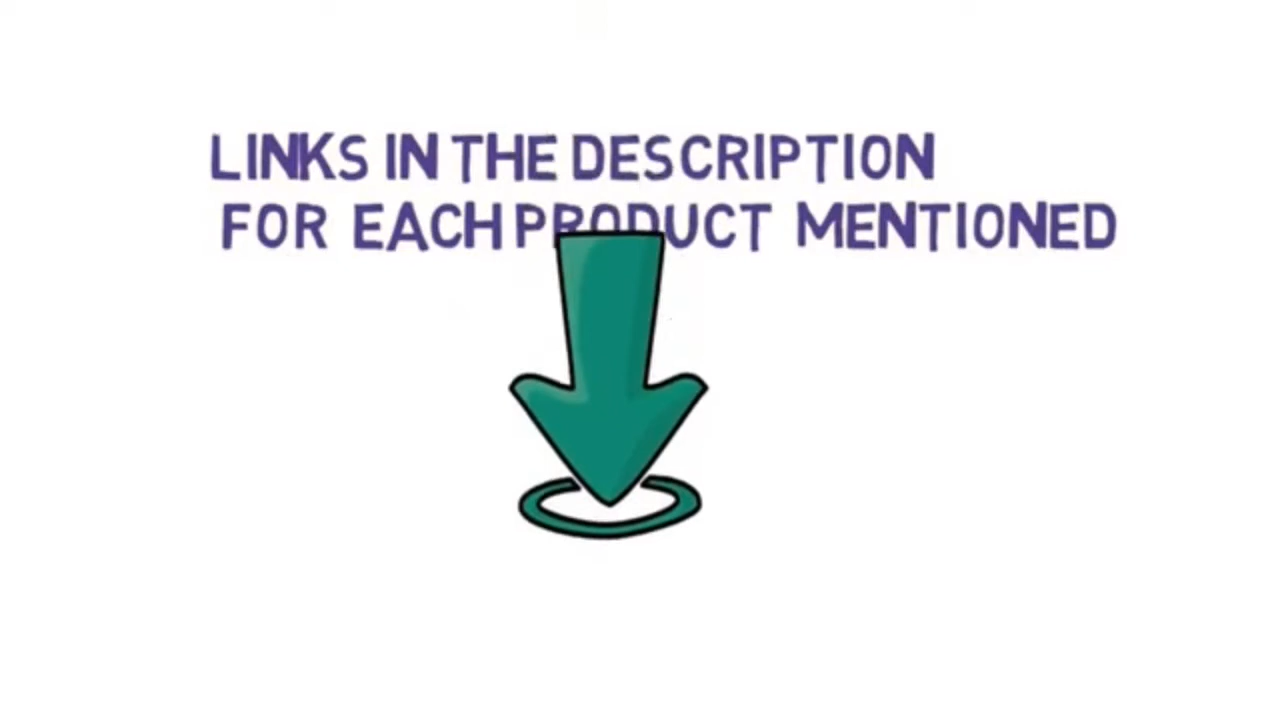 LINKS IN THE DESCRIPTION
FOR EACH PRODUCT MENTIONED